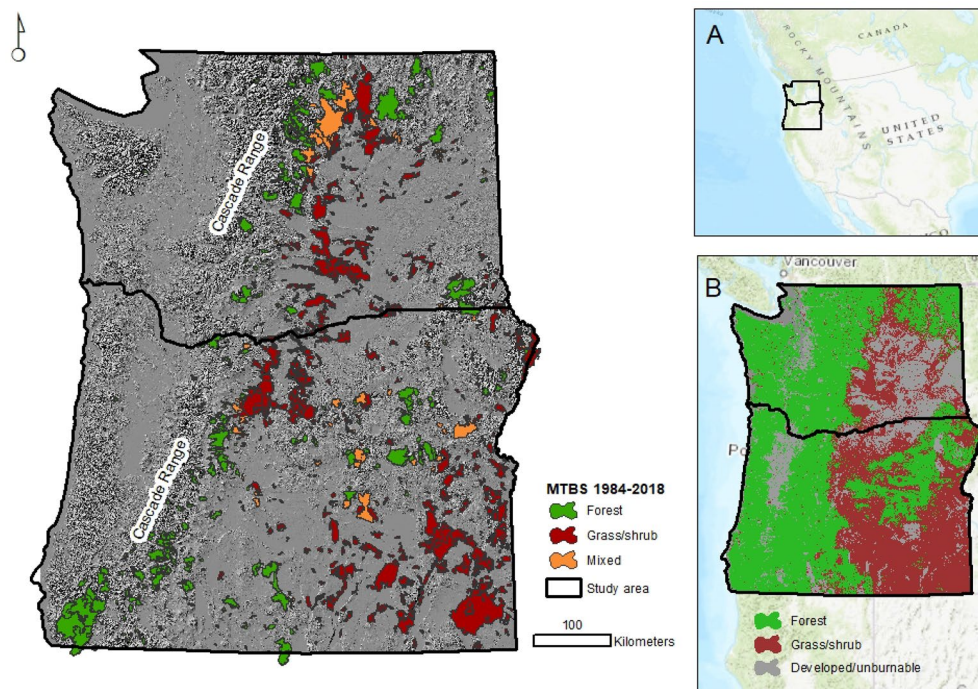 Cascade Range
Cascade Range
MTBS 1984-2018
Forest
Grass/shrub
Mixed
Study area
100
Kilometers
A
CANADA
ROCKY MOUNTAINS
UNITED
STATES
B
Vancouver
Forest
Grass/shrub
Developed/unburnable